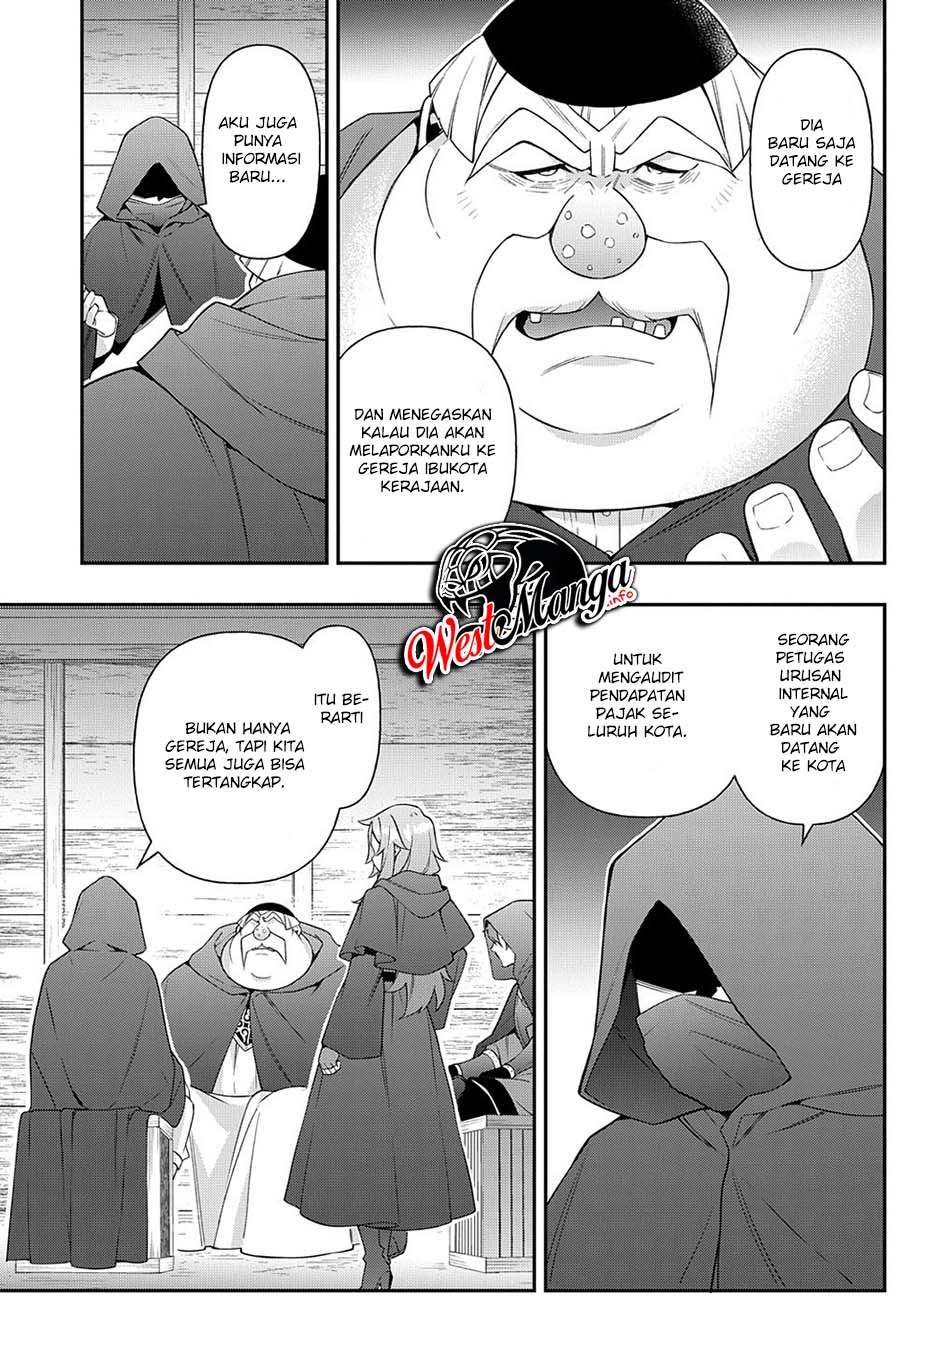 DIA
BARU SAJA
DATANG KE
GEREJA
DAN MENEGASKAN
KALAU DIA AKAN
MELAPORKANKU KE
GEREJA IBUKOTA
KERAJAAN.
AKU JUGA
PUNYA
INFORMASI
BARU...
WEST MANGA
.info
SEORANG
PETUGAS
URUSAN
INTERNAL
YANG
BARU AKAN
DATANG
KE KOTA
UNTUK
MENGAUDIT
PENDAPATAN
PAJAK SE-
LURUH KOTA.
ITU BE-
RARTI
BUKAN HANYA
GEREJA, TAPI KITA
SEMUA JUGA BISA
TERTANGKAP.